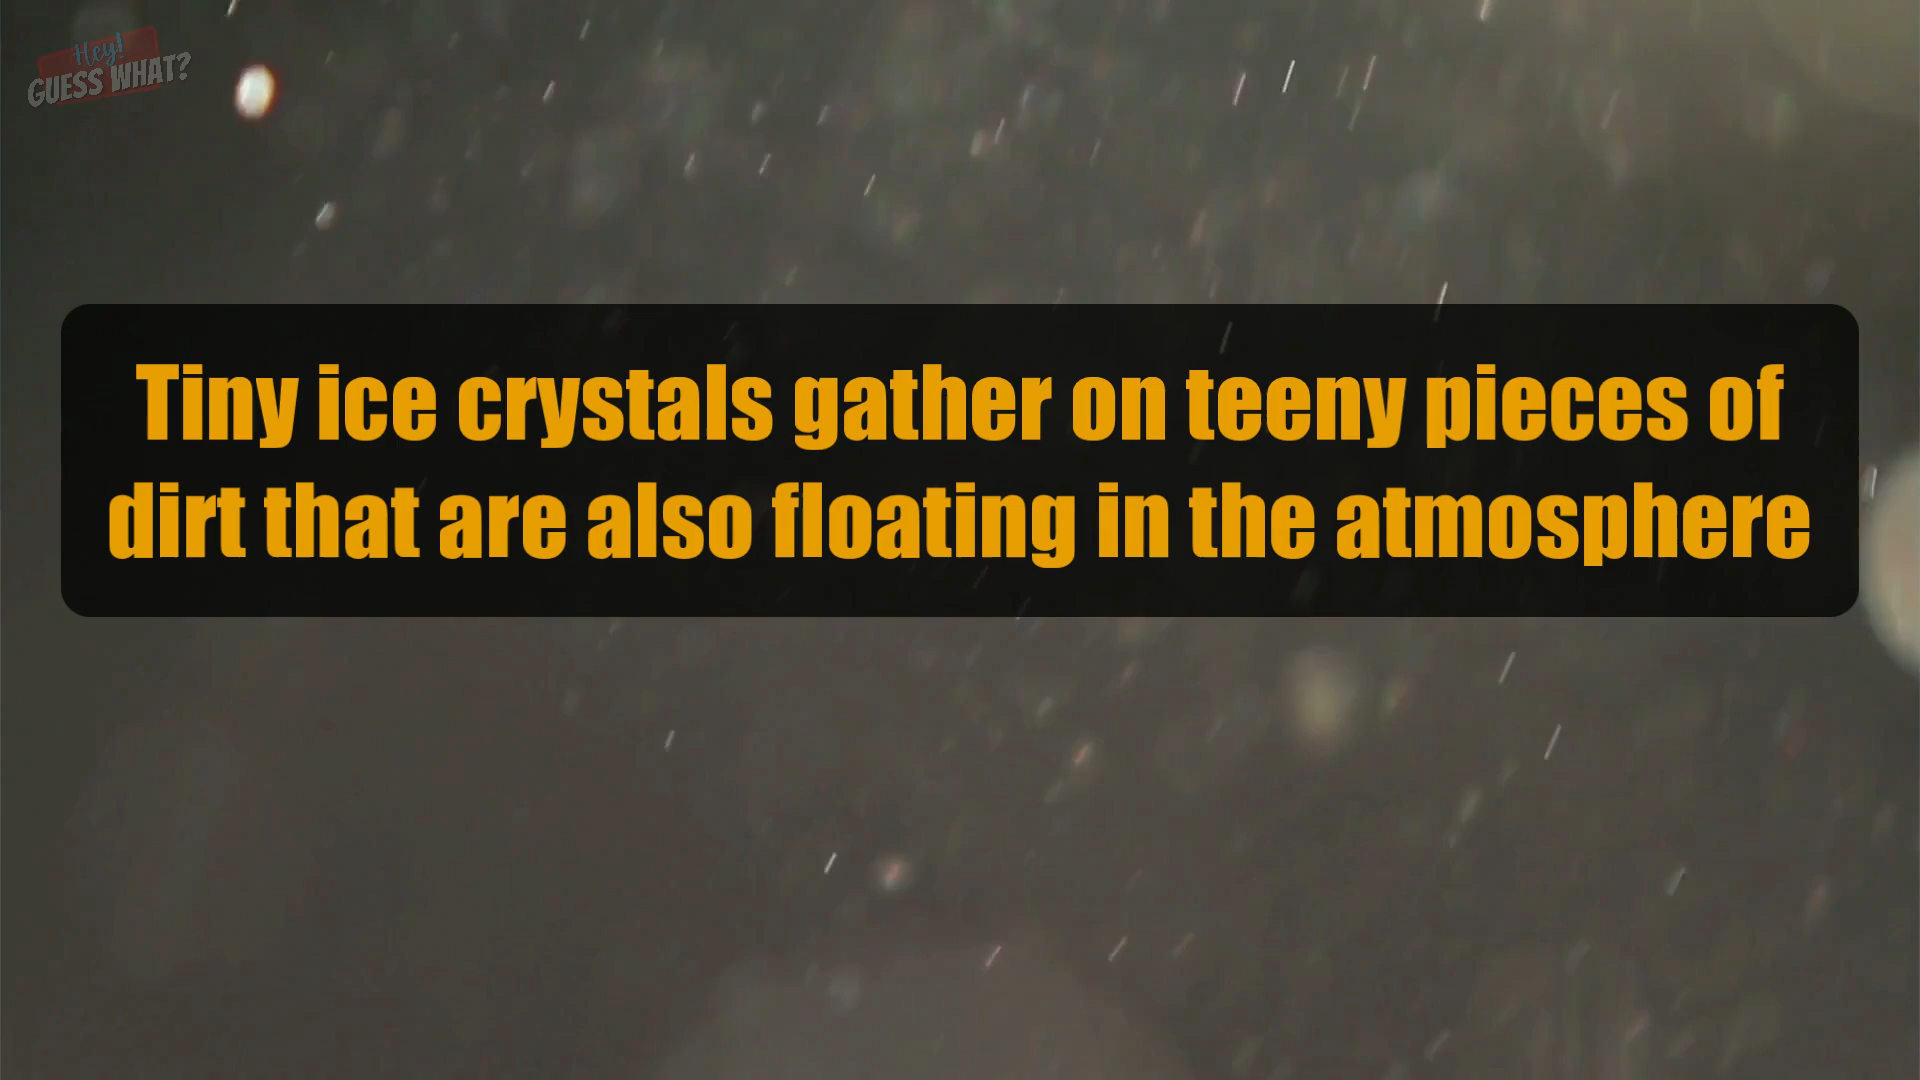 Hey!
GUESS WHAT?
Tiny ice crystals gather on teeny pieces of
dirt that are also floating in the atmosphere